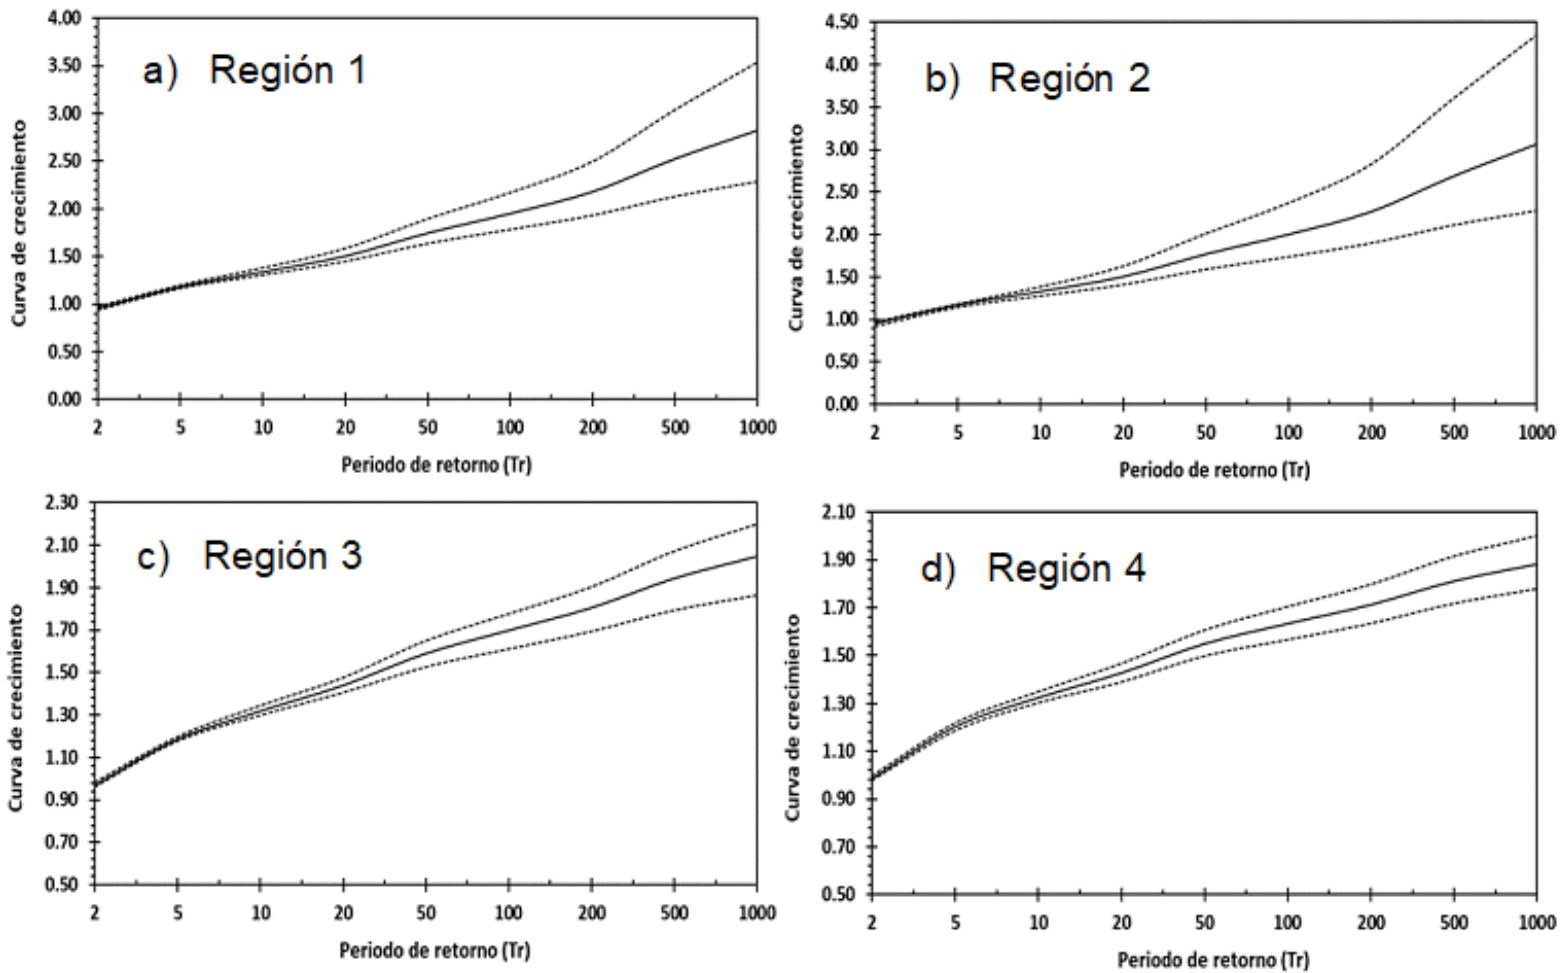 a) Región 1
Curva de crecimiento
4.00
3.50
3.00
2.50
2.00
1.50
1.00
0.50
0.00
2 5 10 20 50 100 200 500 1000
Periodo de retorno (Tr)
b) Región 2
Curva de crecimiento
4.50
4.00
3.50
3.00
2.50
2.00
1.50
1.00
0.50
0.00
2 5 10 20 50 100 200 500 1000
Periodo de retorno (Tr)
c) Región 3
Curva de crecimiento
2.30
2.10
1.90
1.70
1.50
1.30
1.10
0.90
0.70
0.50
2 5 10 20 50 100 200 500 1000
Periodo de retorno (Tr)
d) Región 4
Curva de crecimiento
2.10
1.90
1.70
1.50
1.30
1.10
0.90
0.70
0.50
2 5 10 20 50 100 200 500 1000
Periodo de retorno (Tr)